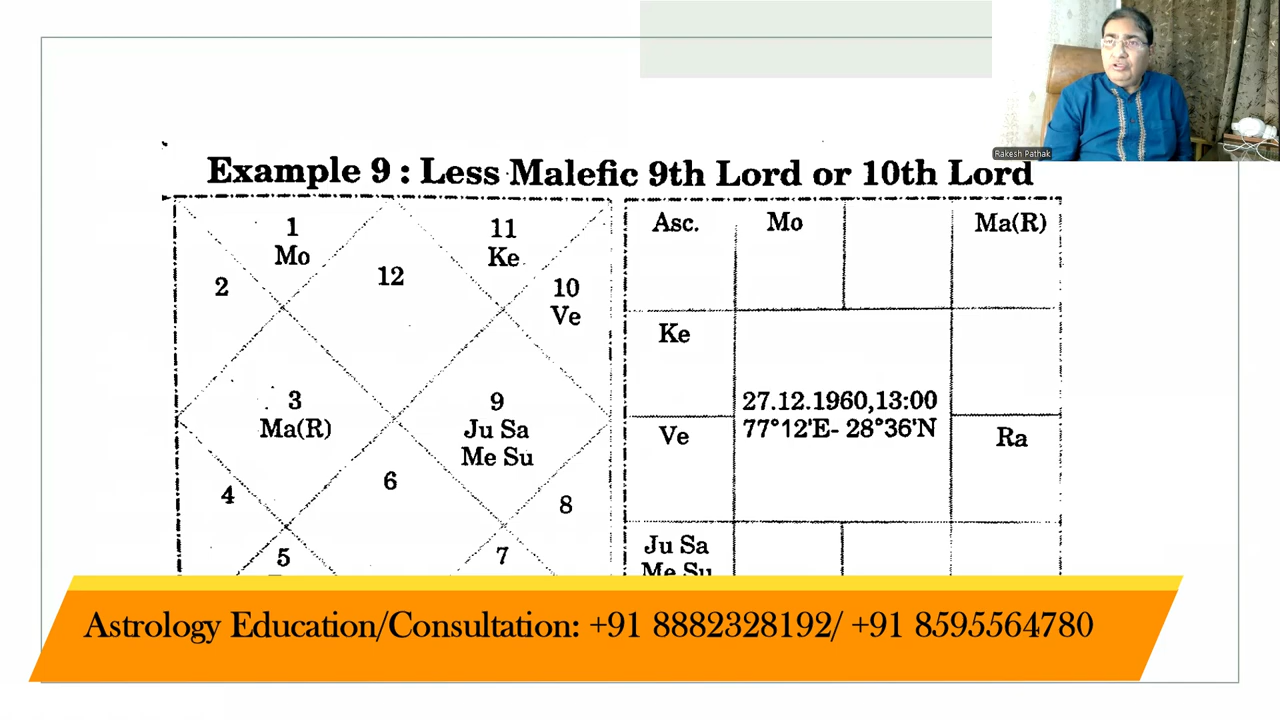 Rakesh Pathak
Example 9 : Less Malefic 9th Lord or 10th Lord
1
Mo
11
Ke
2
12
10
Ve
3
Ma(R)
9
Ju Sa
Me Su
4
6
8
5
7
Asc.
Mo
Ma(R)
Ke
27.12.1960,13:00
77°12'E- 28°36'N
Ve
Ra
Ju Sa
Me Su
Astrology Education/Consultation: +91 8882328192/ +91 8595564780